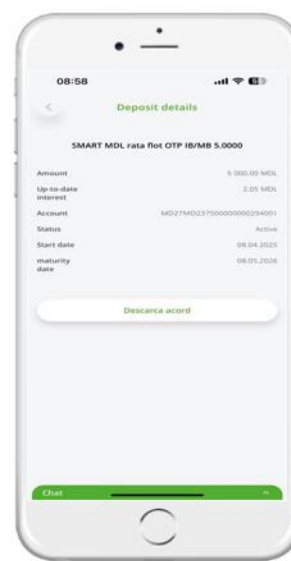 08:58
Deposit details
SMART MDL rata flot OTP IB/MB 5.0000
Amount 5 000.00 MDL
Up-to-date 2.05 MDL
interest
Account MD27MD237500000000294001
Status Active
Start date 08.04.2025
maturity 08.05.2026
date
Descarca acord
Chat